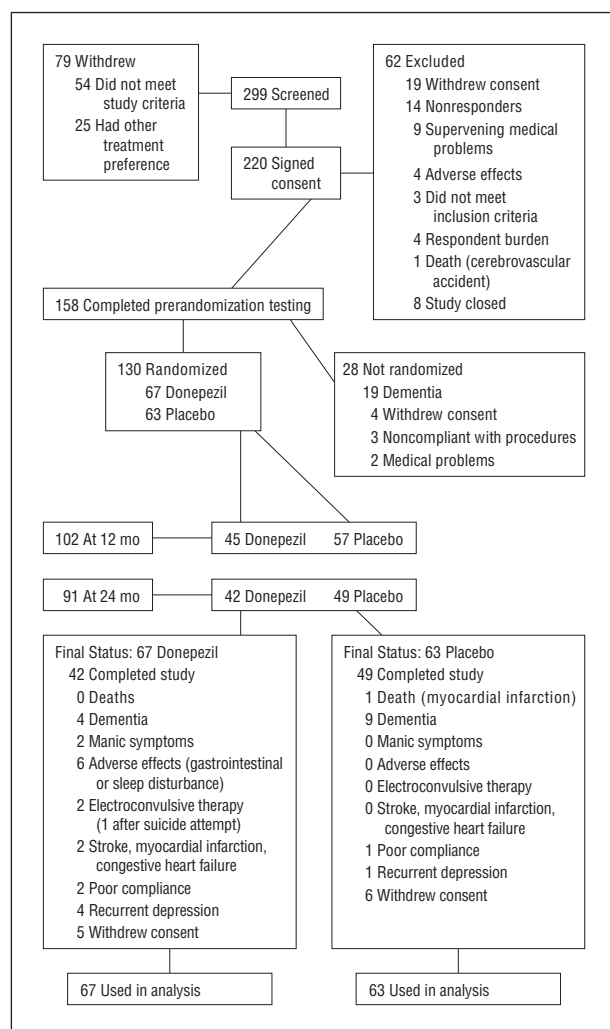 79 Withdrew
54 Did not meet
study criteria
25 Had other
treatment
preference
299 Screened
220 Signed
consent
62 Excluded
19 Withdrew consent
14 Nonresponders
9 Supervening medical
problems
4 Adverse effects
3 Did not meet
inclusion criteria
4 Respondent burden
1 Death (cerebrovascular
accident)
8 Study closed
158 Completed prerandomization testing
130 Randomized
67 Donepezil
63 Placebo
28 Not randomized
19 Dementia
4 Withdrew consent
3 Noncompliant with procedures
2 Medical problems
102 At 12 mo
45 Donepezil 57 Placebo
91 At 24 mo
42 Donepezil 49 Placebo
Final Status: 67 Donepezil
42 Completed study
0 Deaths
4 Dementia
2 Manic symptoms
6 Adverse effects (gastrointestinal
or sleep disturbance)
2 Electroconvulsive therapy
(1 after suicide attempt)
2 Stroke, myocardial infarction,
congestive heart failure
2 Poor compliance
4 Recurrent depression
5 Withdrew consent
Final Status: 63 Placebo
49 Completed study
1 Death (myocardial infarction)
9 Dementia
0 Manic symptoms
0 Adverse effects
0 Electroconvulsive therapy
0 Stroke, myocardial infarction,
congestive heart failure
1 Poor compliance
1 Recurrent depression
6 Withdrew consent
67 Used in analysis
63 Used in analysis